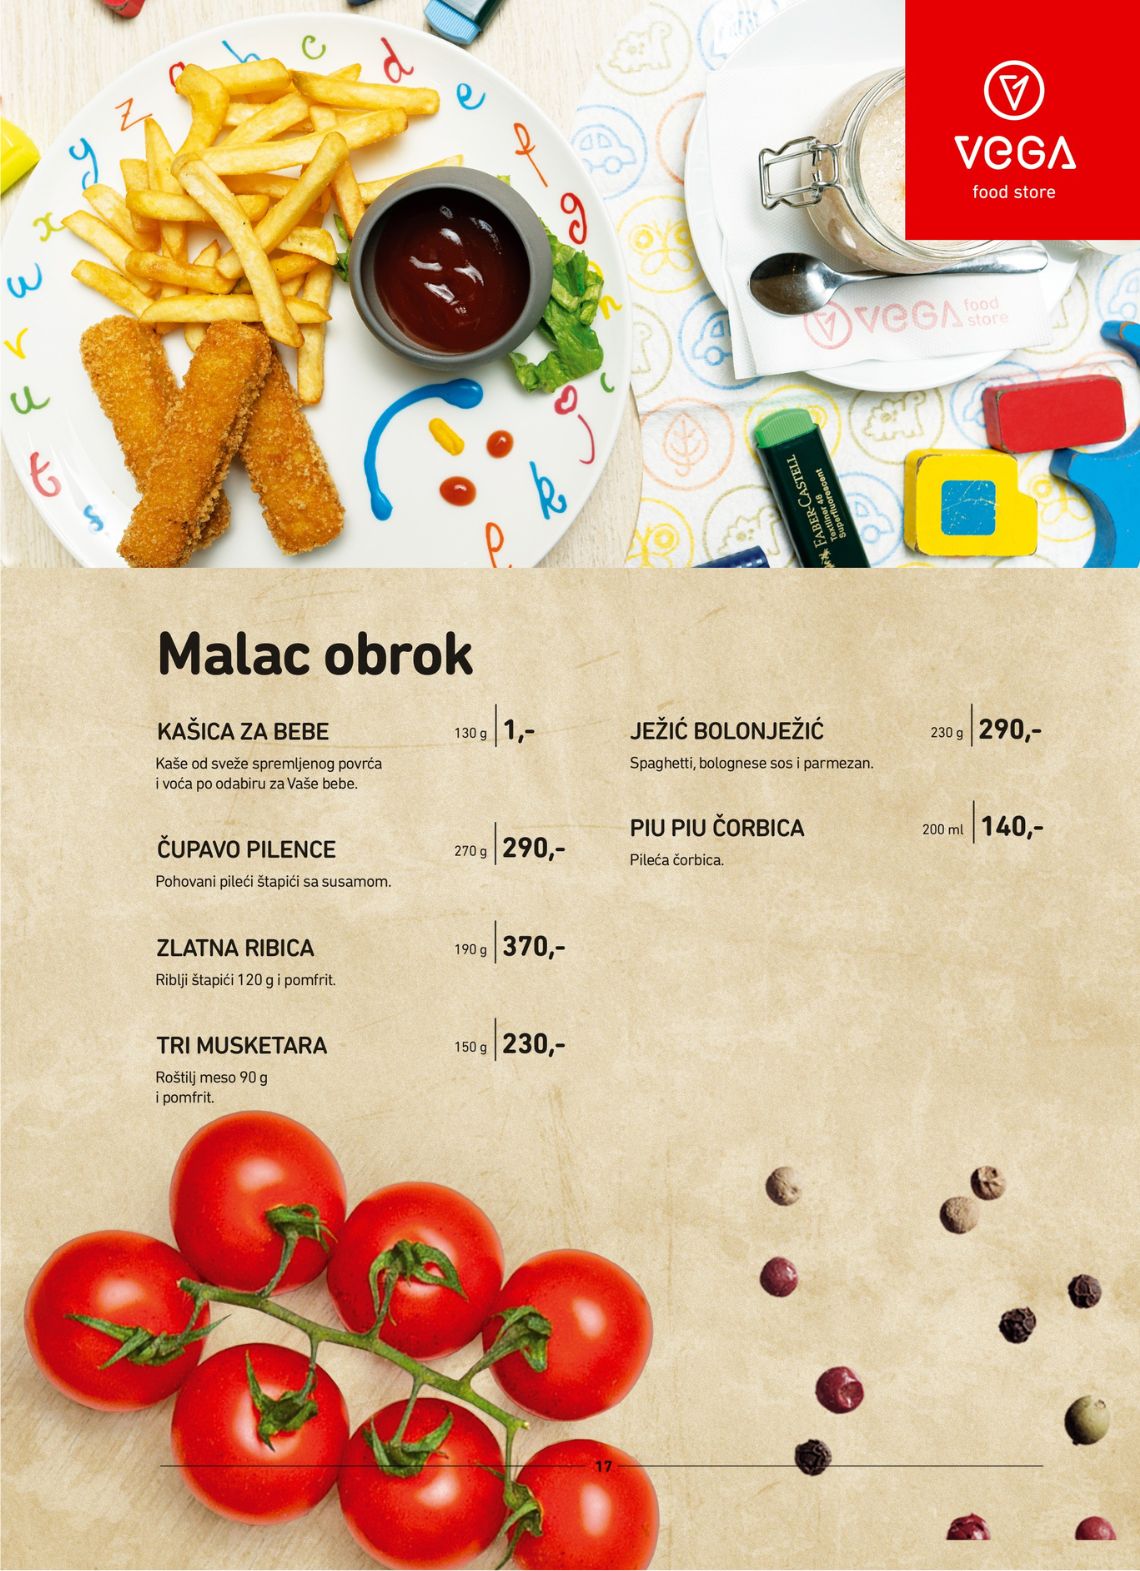 VEGA
food store
VEGA food
store
FABER-CASTELL
Textliner 48
Superfluorescent
Malac obrok
KAŠICA ZA BEBE 130 g 1,-
Kaše od sveže spremljenog povrća
i voća po odabiru za Vaše bebe.
ČUPAVO PILENCE 270 g 290,-
Pohovani pileći štapići sa susamom.
ZLATNA RIBICA 190 g 370,-
Riblji štapići 120 g i pomfrit.
TRI MUSKETARA 150 g 230,-
Roštilj meso 90 g
i pomfrit.
JEŽIĆ BOLONJEŽIĆ 230 g 290,-
Spaghetti, bolognese sos i parmezan.
PIU PIU ČORBICA 200 ml 140,-
Pileća čorbica.
17